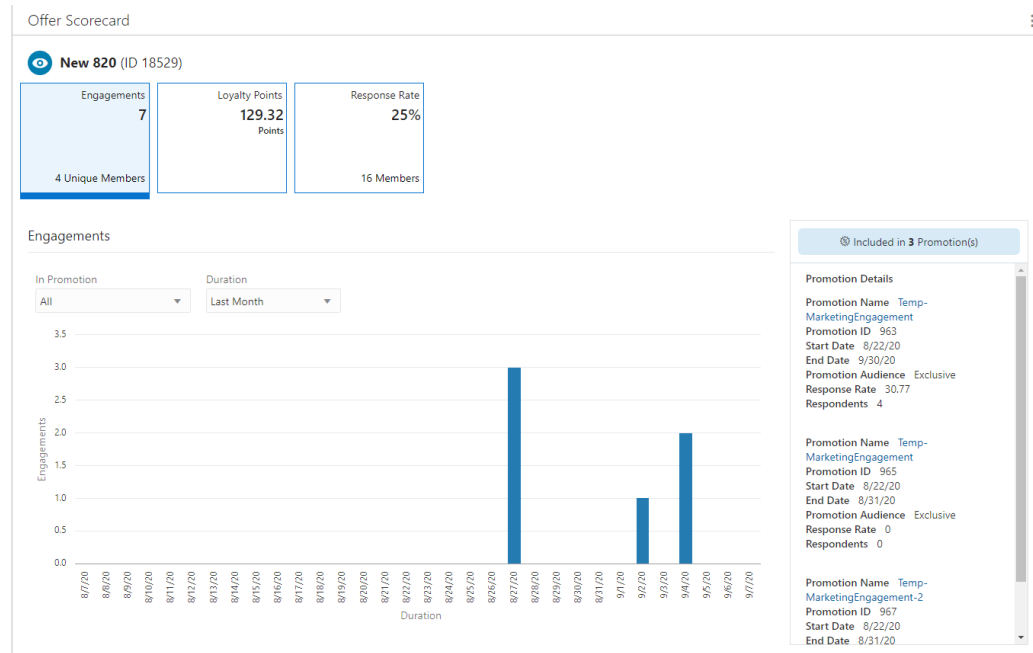 Offer Scorecard
New 820 (ID 18529)
Engagements
7
4 Unique Members
Loyalty Points
129.32
Points
Response Rate
25%
16 Members
Engagements
In Promotion
All
Duration
Last Month
3.5
3.0
2.5
2.0
1.5
1.0
0.5
0.0
Engagements
8/7/20
8/8/20
8/9/20
8/10/20
8/11/20
8/12/20
8/13/20
8/14/20
8/15/20
8/16/20
8/17/20
8/18/20
8/19/20
8/20/20
8/21/20
8/22/20
8/23/20
8/24/20
8/25/20
8/26/20
8/27/20
8/28/20
8/29/20
8/30/20
8/31/20
9/1/20
9/2/20
9/3/20
9/4/20
9/5/20
9/6/20
9/7/20
Duration
Included in 3 Promotion(s)
Promotion Details
Promotion Name Temp-
MarketingEngagement
Promotion ID 963
Start Date 8/22/20
End Date 9/30/20
Promotion Audience Exclusive
Response Rate 30.77
Respondents 4
Promotion Name Temp-
MarketingEngagement
Promotion ID 965
Start Date 8/22/20
End Date 8/31/20
Promotion Audience Exclusive
Response Rate 0
Respondents 0
Promotion Name Temp-
MarketingEngagement-2
Promotion ID 967
Start Date 8/22/20
End Date 8/31/20